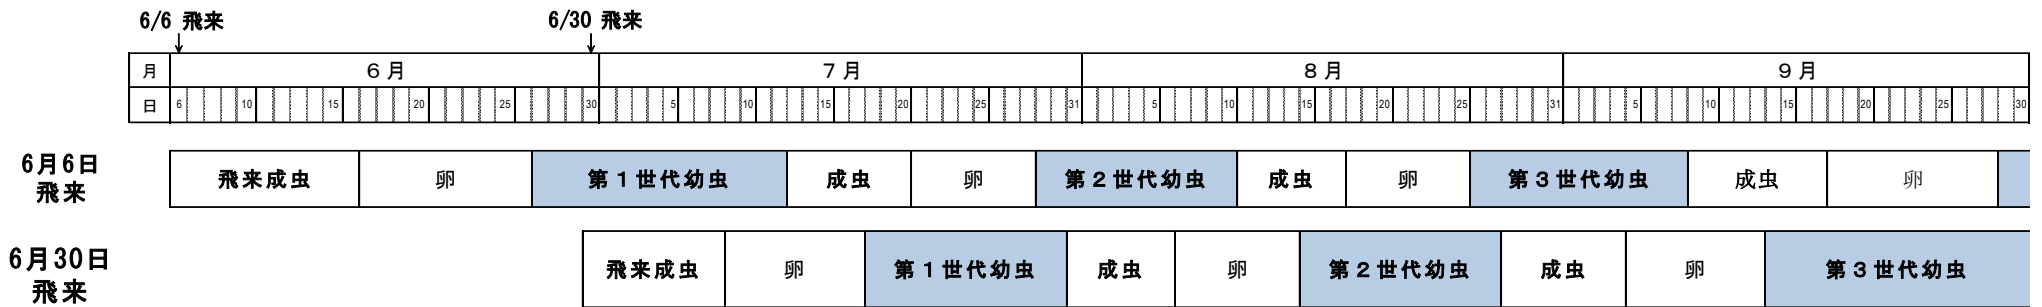 6/6 飛来 6/30 飛来
月 6月 7月 8月 9月
日 6 10 15 20 25 30 5 10 15 20 25 31 5 10 15 20 25 31 5 10 15 20 25 30
6月6日
飛来
飛来成虫 卵 第1世代幼虫 成虫 卵 第2世代幼虫 成虫 卵 第3世代幼虫 成虫 卵
6月30日
飛来
飛来成虫 卵 第1世代幼虫 成虫 卵 第2世代幼虫 成虫 卵 第3世代幼虫